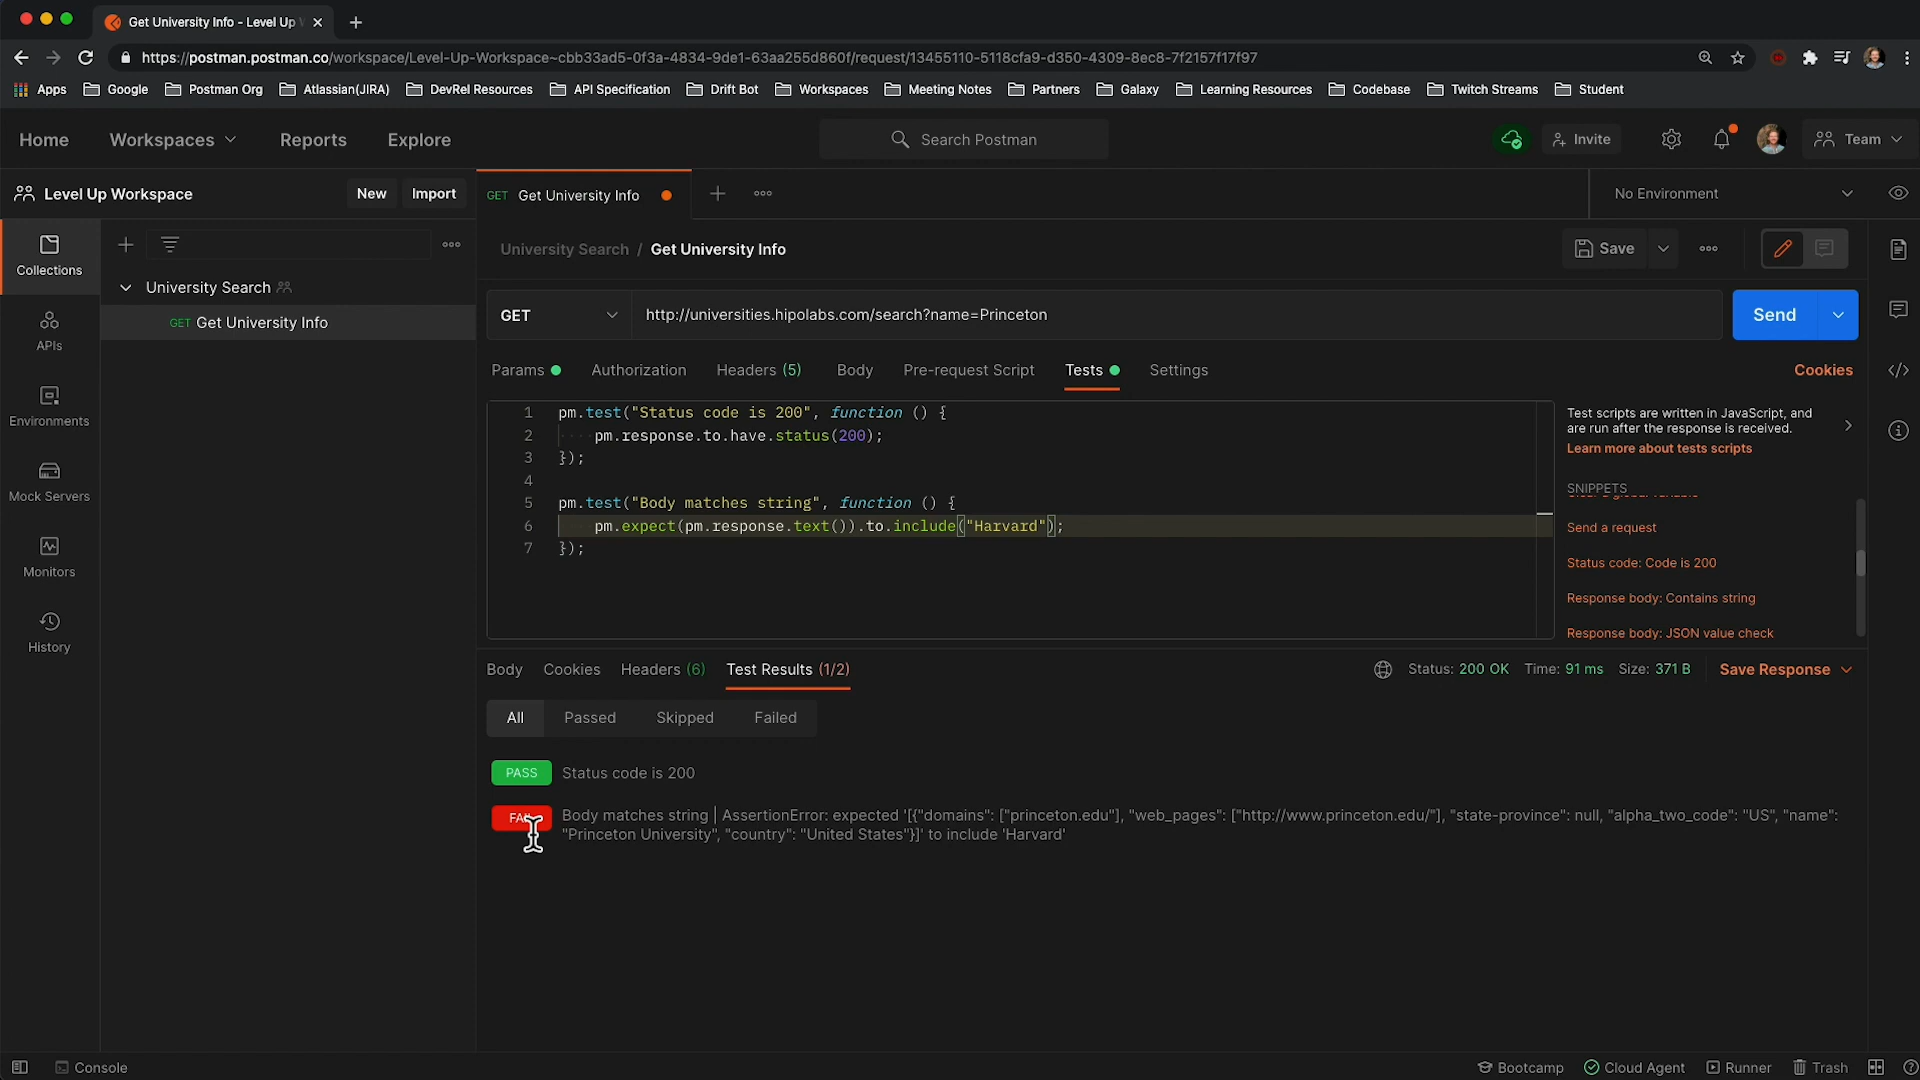 Get University Info - Level Up
https://postman.postman.co/workspace/Level-Up-Workspace~cbb33ad5-0f3a-4834-9de1-63aa255d860f/request/13455110-5118cfa9-d350-4309-8ec8-7f2157f17f97
Apps Google Postman Org Atlassian(JIRA) DevRel Resources API Specification Drift Bot Workspaces Meeting Notes Partners Galaxy Learning Resources Codebase Twitch Streams Student
Home Workspaces Reports Explore Search Postman Invite Team
Level Up Workspace New Import GET Get University Info No Environment
Collections
APIs
Environments
Mock Servers
Monitors
History
University Search
GET Get University Info
University Search / Get University Info Save
GET http://universities.hipolabs.com/search?name=Princeton Send
Params Authorization Headers (5) Body Pre-request Script Tests Settings Cookies
1 pm.test("Status code is 200", function () {
2 pm.response.to.have.status(200);
3 });
4
5 pm.test("Body matches string", function () {
6 pm.expect(pm.response.text()).to.include("Harvard");
7 });
Test scripts are written in JavaScript, and
are run after the response is received.
Learn more about tests scripts
SNIPPETS
Send a request
Status code: Code is 200
Response body: Contains string
Response body: JSON value check
Body Cookies Headers (6) Test Results (1/2) Status: 200 OK Time: 91 ms Size: 371 B Save Response
All Passed Skipped Failed
PASS Status code is 200
Body matches string | AssertionError: expected '[{"domains": ["princeton.edu"], "web_pages": ["http://www.princeton.edu/"], "state-province": null, "alpha_two_code": "US", "name":
"Princeton University", "country": "United States"}]' to include 'Harvard'
Console Bootcamp Cloud Agent Runner Trash